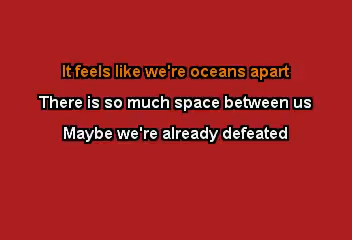 It feels like we're oceans apart
There is so much space between us
Maybe we're already defeated